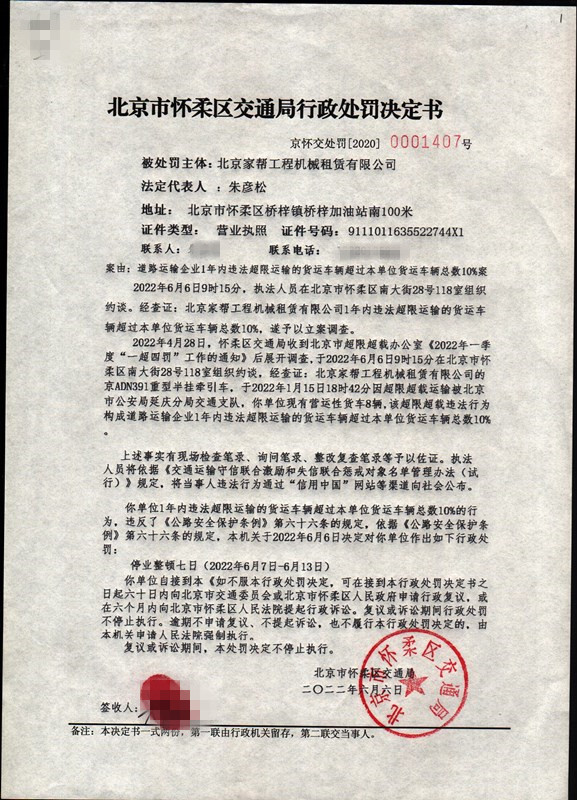 1
北京市怀柔区交通局行政处罚决定书
京怀交处罚[2020] 0001407号
被处罚主体：北京家帮工程机械租赁有限公司
法定代表人 ：朱彦松
地址： 北京市怀柔区桥梓镇桥梓加油站南100米
证件类型： 营业执照 证件号码：9111011635522744X1
联系人： 联系电话：
案由：道路运输企业1年内违法超限运输的货运车辆超过本单位货运车辆总数10%案
2022年6月6日9时15分，执法人员在北京市怀柔区南大街28号118室组织
约谈。经查证：北京家帮工程机械租赁有限公司1年内违法超限运输的货运车
辆超过本单位货运车辆总数10%，遂予以立案调查。
2022年4月28日，怀柔区交通局收到北京市超限超载办公室《2022年一季
度“一超四罚”工作的通知》后展开调查,于2022年6月6日9时15分在北京市怀
柔区南大街28号118室组织约谈，经查证：北京家帮工程机械租赁有限公司的
京ADN391重型半挂牵引车，于2022年1月15日18时42分因超限超载运输被北京
市公安局延庆分局交通支队，你单位现有营运性货车8辆,该超限超载违法行为
构成道路运输企业1年内违法超限运输的货运车辆超过本单位货运车辆总数10%
。
上述事实有现场检查笔录、询问笔录、整改复查笔录等予以佐证。执法
人员将依据《交通运输守信联合激励和失信联合惩戒对象名单管理办法（试
行）》规定，将当事人违法行为通过“信用中国”网站等渠道向社会公布。
你单位1年内违法超限运输的货运车辆超过本单位货运车辆总数10%的行
为，违反了《公路安全保护条例》第六十六条的规定，依据《公路安全保护条
例》第六十六条的规定，本机关于2022年6月6日决定对你单位作出如下行政处
罚：
停业整顿七日（2022年6月7日-6月13日）
你单位自接到本《如不服本行政处罚决定，可在接到本行政处罚决定书之
日起六十日内向北京市交通委员会或北京市怀柔区人民政府申请行政复议，或
在六个月内向北京市怀柔区人民法院提起行政诉讼。复议或诉讼期间行政处罚
不停止执行。逾期不申请复议、不提起诉讼，也不履行本行政处罚决定的，由
本机关申请人民法院强制执行。
复议或诉讼期间，本处罚决定不停止执行。
北京市怀柔区交通局
二〇二二年六月六日
北京市怀柔区交通局
签收人：
备注：本决定书一式两份，第一联由行政机关留存，第二联交当事人。